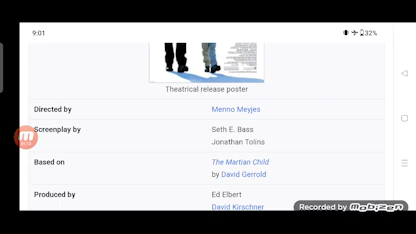 9:01
32%
Theatrical release poster
Directed by Menno Meyjes
Screenplay by Seth E. Bass
Jonathan Tolins
Based on The Martian Child
by David Gerrold
Produced by Ed Elbert
David Kirschner
Recorded by Mobizen